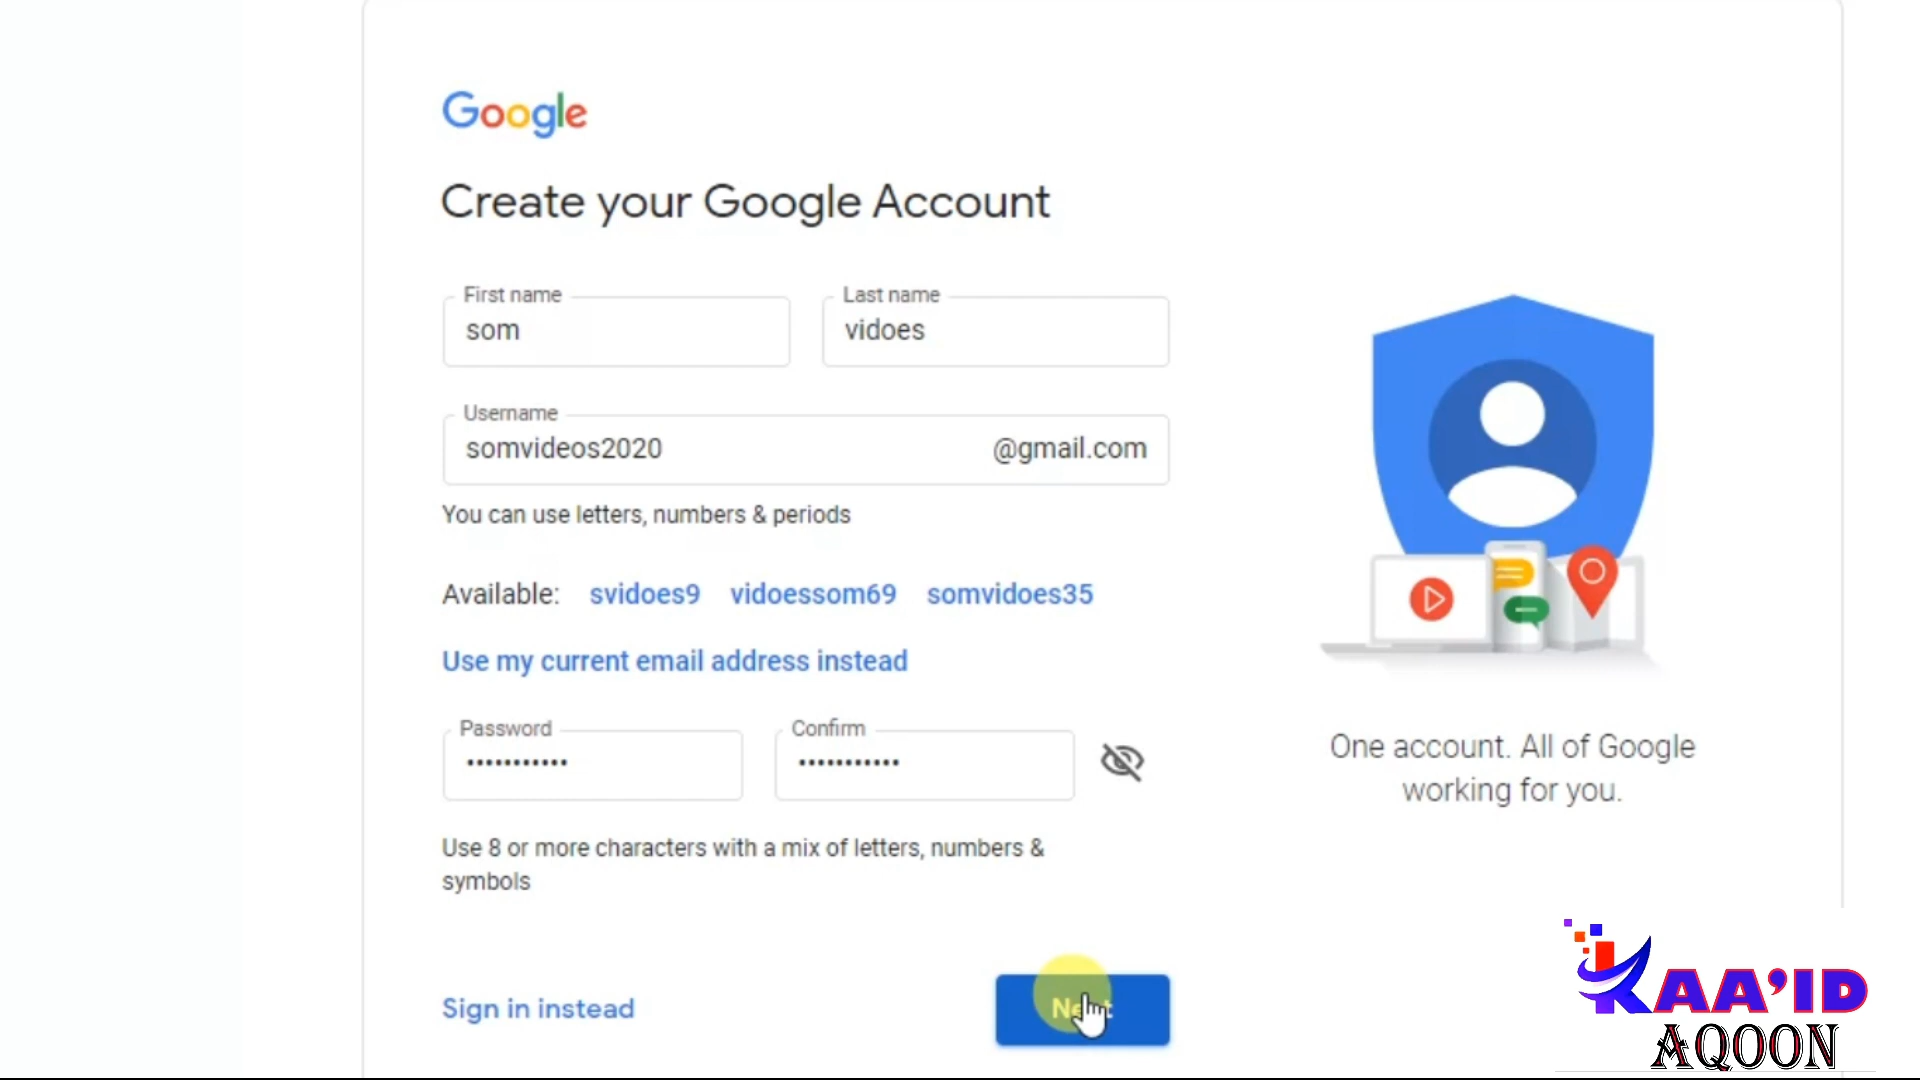 Google
Create your Google Account
First name
Last name
som
vidoes
Username
somvideos2020
@gmail.com
You can use letters, numbers & periods
Available: svidoes9 vidoessom69 somvidoes35
Use my current email address instead
Password
Confirm
Use 8 or more characters with a mix of letters, numbers &
symbols
Sign in instead
Next
One account. All of Google
working for you.
KAA'ID
AQOON